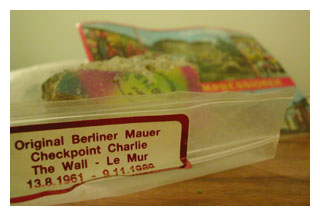 Original Berliner Mauer
Checkpoint Charlie
The Wall - Le Mur
13.8.1961 - 9.11.1989